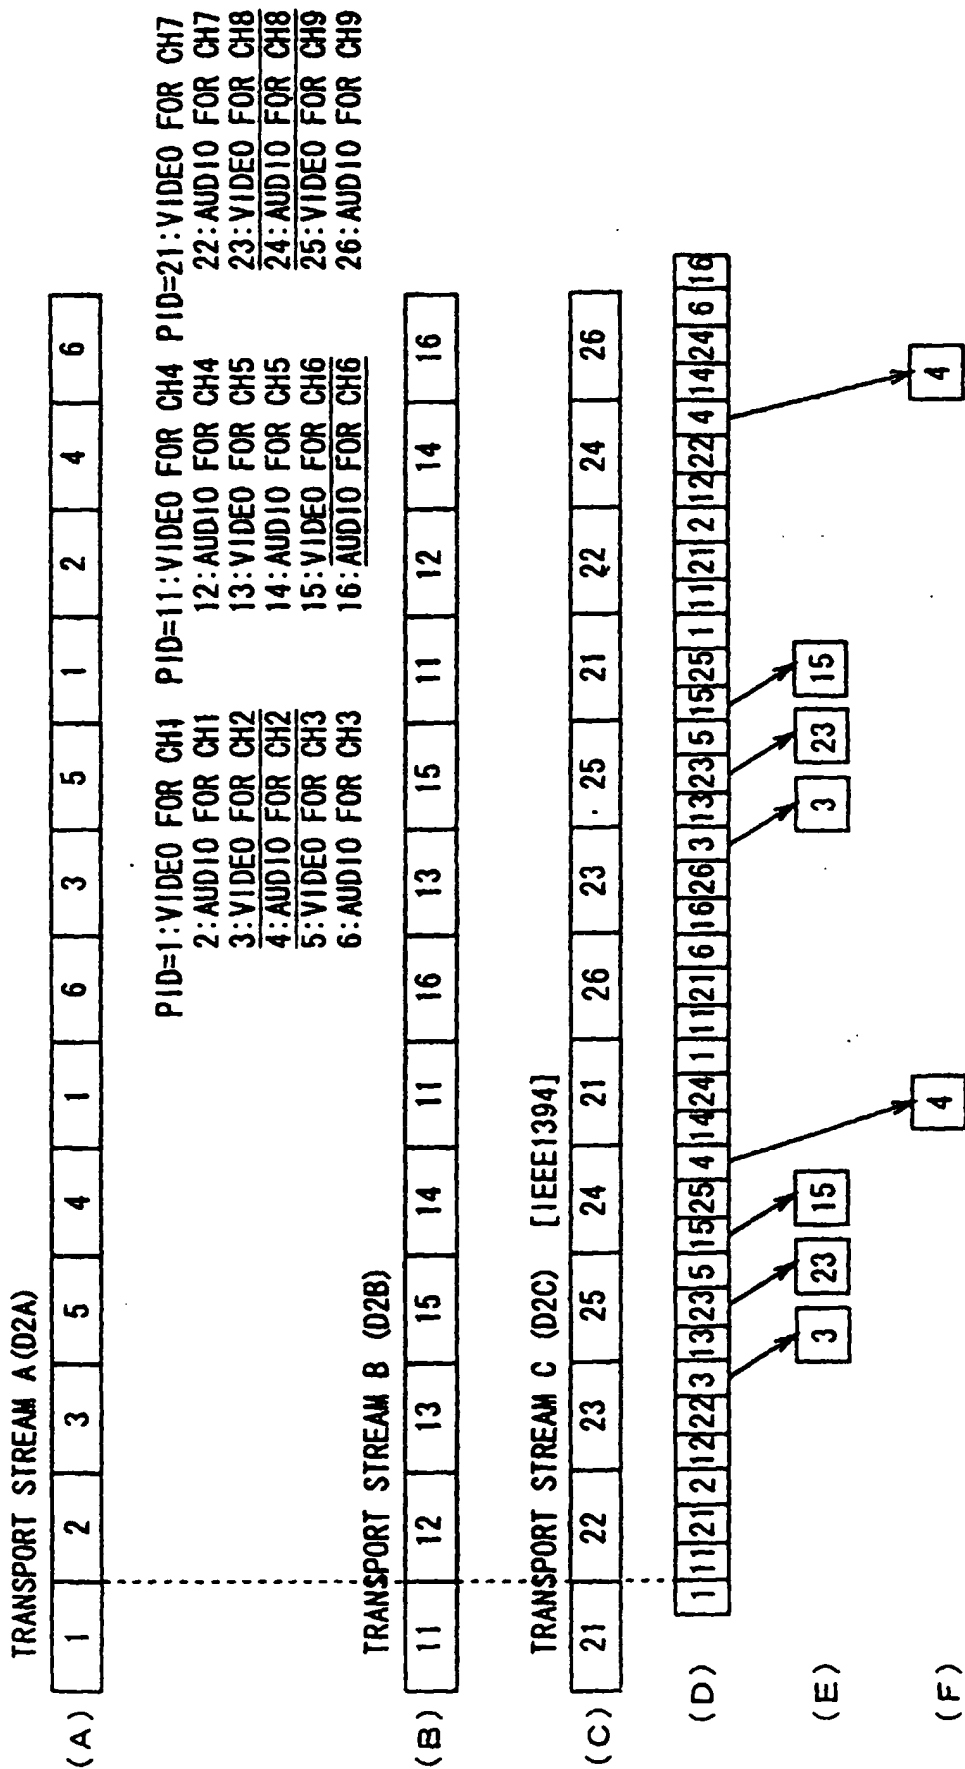 TRANSPORT STREAM A(D2A)
(A) 1 2 3 5 4 1 6 3 5 1 2 4 6
PID=1:VIDEO FOR CH1 PID=11:VIDEO FOR CH4 PID=21:VIDEO FOR CH7
2:AUDIO FOR CH1 12:AUDIO FOR CH4 22:AUDIO FOR CH7
3:VIDEO FOR CH2 13:VIDEO FOR CH5 23:VIDEO FOR CH8
4:AUDIO FOR CH2 14:AUDIO FOR CH5 24:AUDIO FOR CH8
5:VIDEO FOR CH3 15:VIDEO FOR CH6 25:VIDEO FOR CH9
6:AUDIO FOR CH3 16:AUDIO FOR CH6 26:AUDIO FOR CH9
TRANSPORT STREAM B (D2B)
(B) 11 12 13 15 14 11 16 13 15 11 12 14 16
TRANSPORT STREAM C (D2C) [IEEE1394]
(C) 21 22 23 25 24 21 26 23 25 21 22 24 26
(D) 1 11 21 2 12 22 3 13 23 5 15 25 4 14 24 1 11 21 6 16 26 3 13 23 5 15 25 1 11 21 2 12 22 4 14 24 6 16
(E) 3 23 15 3 23 15
(F) 4 4